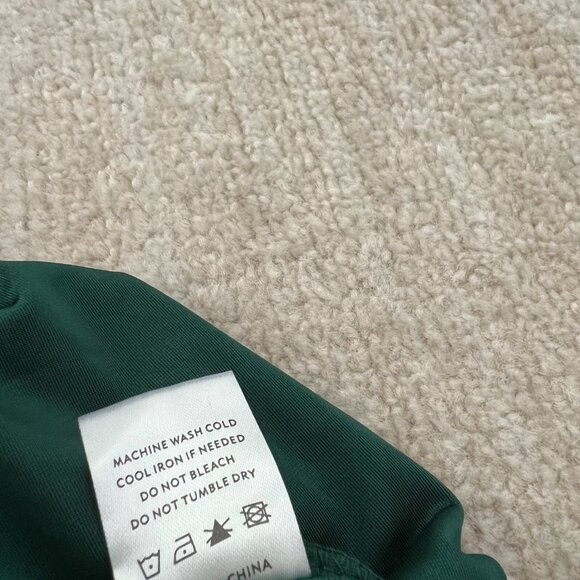 MACHINE WASH COLD
COOL IRON IF NEEDED
DO NOT BLEACH
DO NOT TUMBLE DRY
CHINA